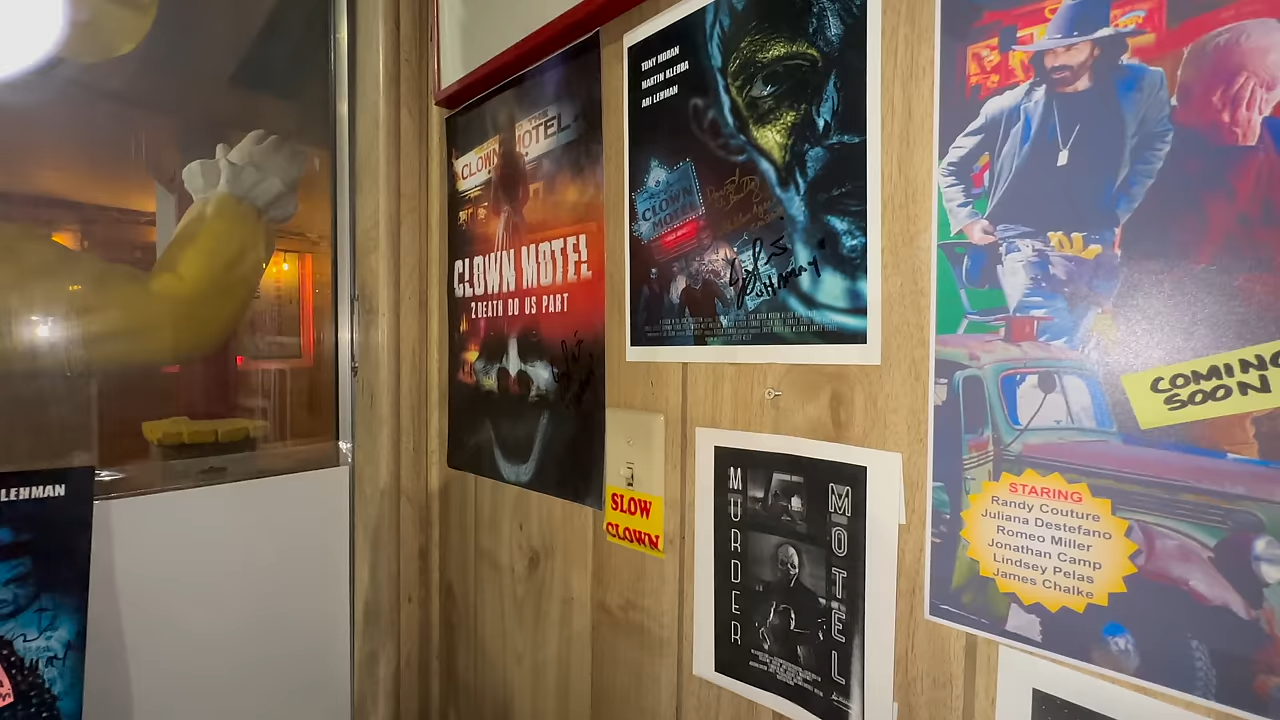 LEHMAN
CLOWN MOTEL
CLOWN MOTEL
2 DEATH DO US PART
TONY MORAN
MARTIN KLEBBA
ARI LEHMAN
CLOWN
MOTEL
SLOW
CLOWN
MURDER
MOTEL
COMING
SOON
STARING
Randy Couture
Juliana Destefano
Romeo Miller
Jonathan Camp
Lindsey Pelas
James Chalke